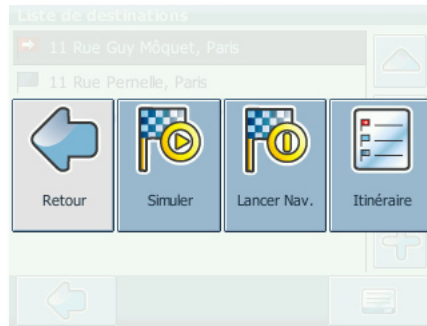 Liste de destinations
11 Rue Guy Môquet, Paris
11 Rue Pernelle, Paris
Retour
Simuler
Lancer Nav.
Itinéraire